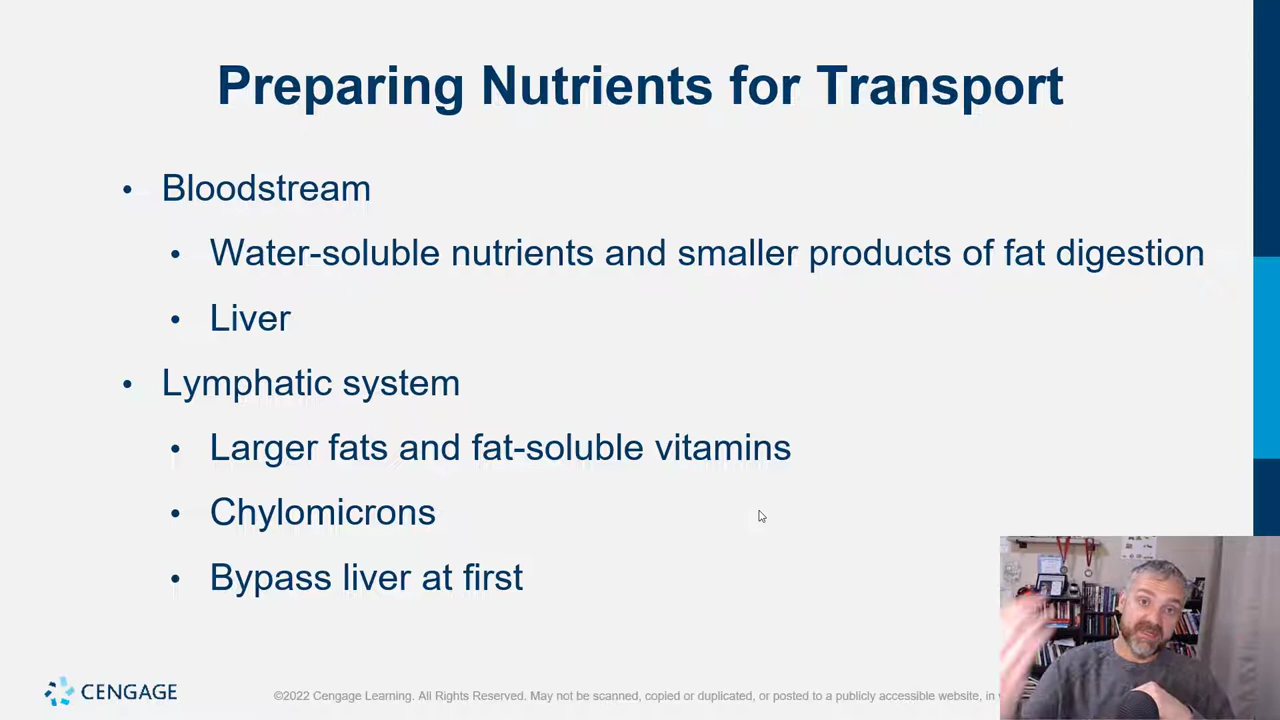 Preparing Nutrients for Transport
• Bloodstream
• Water-soluble nutrients and smaller products of fat digestion
• Liver
• Lymphatic system
• Larger fats and fat-soluble vitamins
• Chylomicrons
• Bypass liver at first
CENGAGE
©2022 Cengage Learning. All Rights Reserved. May not be scanned, copied or duplicated, or posted to a publicly accessible website, in